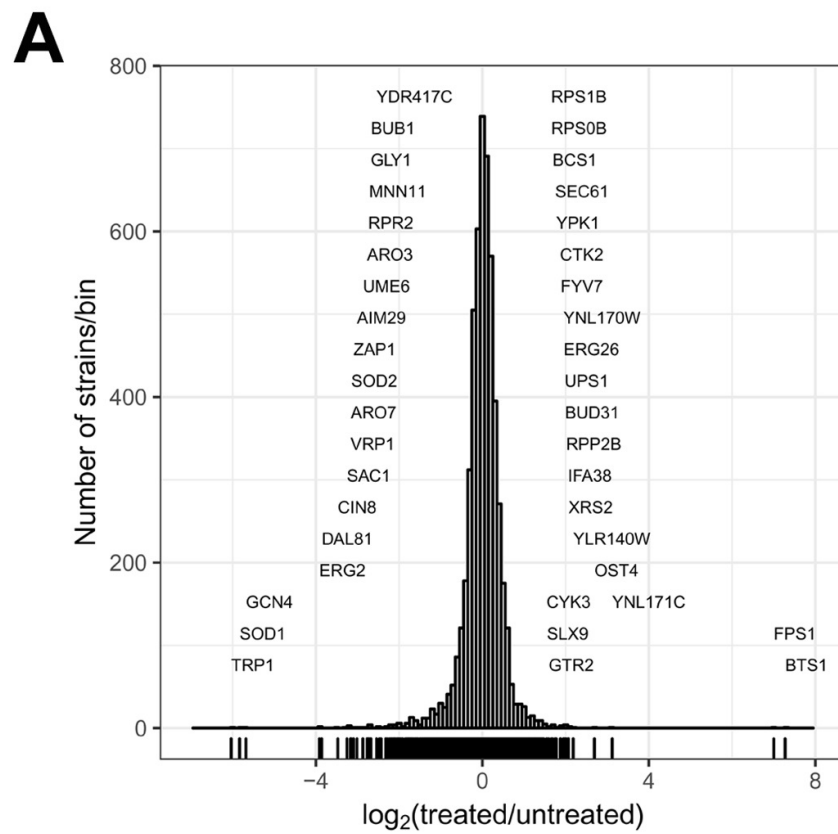 A
800
YDR417C RPS1B
BUB1 RPS0B
GLY1 BCS1
MNN11 SEC61
RPR2 YPK1
600
ARO3 CTK2
UME6 FYV7
AIM29 YNL170W
ZAP1 ERG26
SOD2 UPS1
400
ARO7 BUD31
VRP1 RPP2B
SAC1 IFA38
CIN8 XRS2
DAL81 YLR140W
200
ERG2 OST4
GCN4 CYK3 YNL171C
SOD1 SLX9 FPS1
TRP1 GTR2 BTS1
0
Number of strains/bin
−4 0 4 8
log₂(treated/untreated)